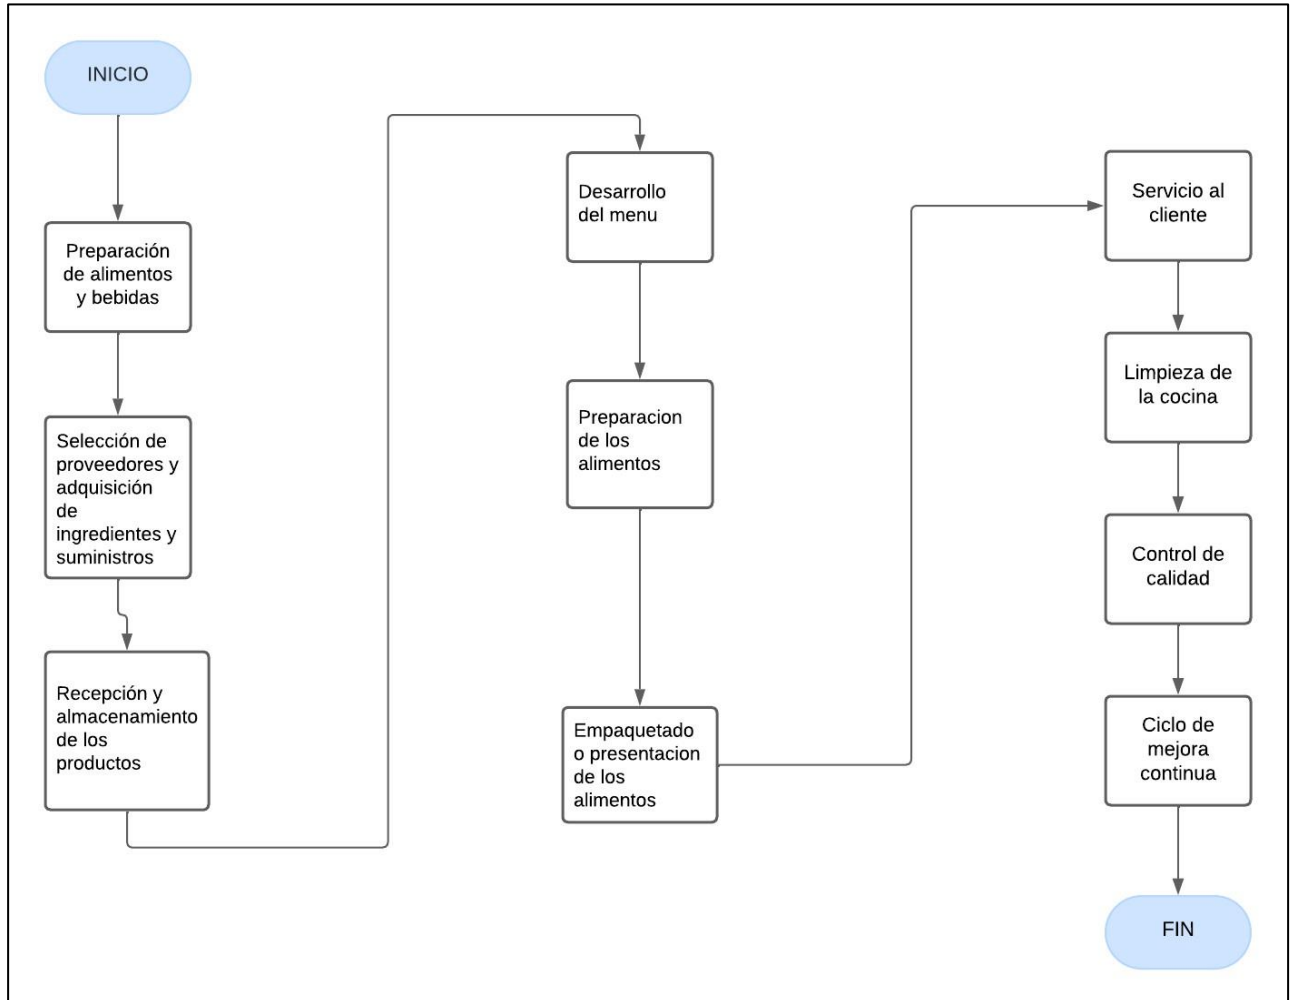 INICIO
Preparación
de alimentos
y bebidas
Selección de
proveedores y
adquisición
de
ingredientes y
suministros
Recepción y
almacenamiento
de los
productos
Desarrollo
del menu
Preparacion
de los
alimentos
Empaquetado
o presentacion
de los
alimentos
Servicio al
cliente
Limpieza de
la cocina
Control de
calidad
Ciclo de
mejora
continua
FIN